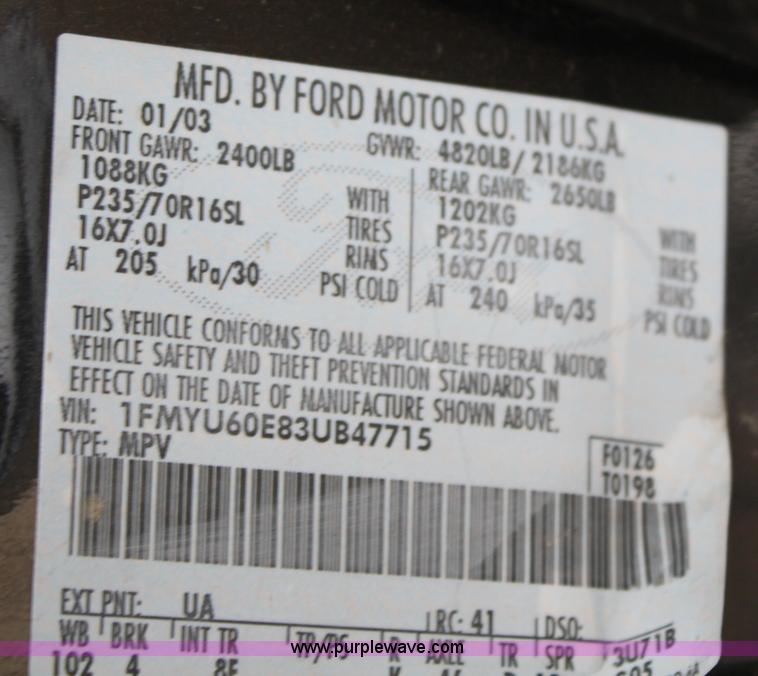 MFD. BY FORD MOTOR CO. IN U.S.A.
DATE: 01/03 GVWR: 4820LB/ 2186KG
FRONT GAWR: 2400LB REAR GAWR: 2650LB
1088KG WITH 1202KG WITH
P235/70R16SL TIRES P235/70R16SL TIRES
16X7.0J RIMS 16X7.0J RIMS
AT 205 kPa/30 PSI COLD AT 240 kPa/35 PSI COLD
THIS VEHICLE CONFORMS TO ALL APPLICABLE FEDERAL MOTOR
VEHICLE SAFETY AND THEFT PREVENTION STANDARDS IN
EFFECT ON THE DATE OF MANUFACTURE SHOWN ABOVE.
VIN: 1FMYU60E83UB47715
TYPE: MPV F0126
T0198
EXT PNT: UA RC: 41 DSO:
WB BRK INT TR TP/PS R AXLE TR SPR 3U71B
102 4 8F
www.purplewave.com